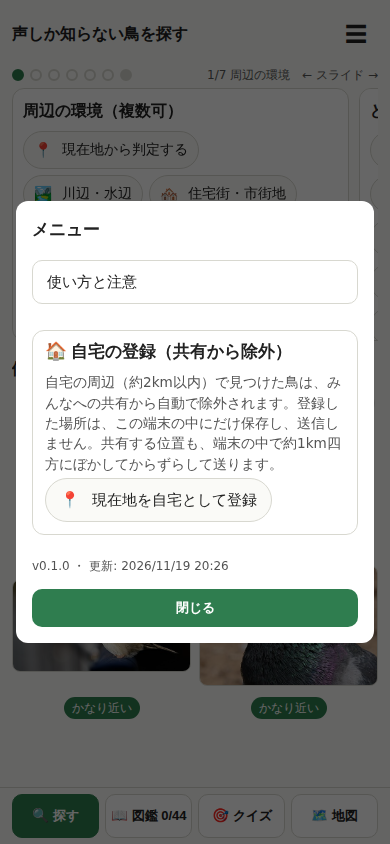 声しか知らない鳥を探す
1/7 周辺の環境 ← スライド →
周辺の環境（複数可）
現在地から判定する
川辺・水辺 住宅街・市街地
メニュー
使い方と注意
自宅の登録（共有から除外）
自宅の周辺（約2km以内）で見つけた鳥は、み
んなへの共有から自動で除外されます。登録し
た場所は、この端末の中にだけ保存し、送信し
ません。共有する位置も、端末の中で約1km四
方にぼかしてからずらして送ります。
現在地を自宅として登録
v0.1.0 ・ 更新: 2026/11/19 20:26
閉じる
かなり近い かなり近い
探す 図鑑 0/44 クイズ 地図